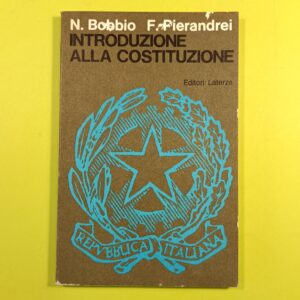 N. Bobbio F. Pierandrei
INTRODUZIONE
ALLA COSTITUZIONE
Editori Laterza
REPVBBLICA ITALIANA